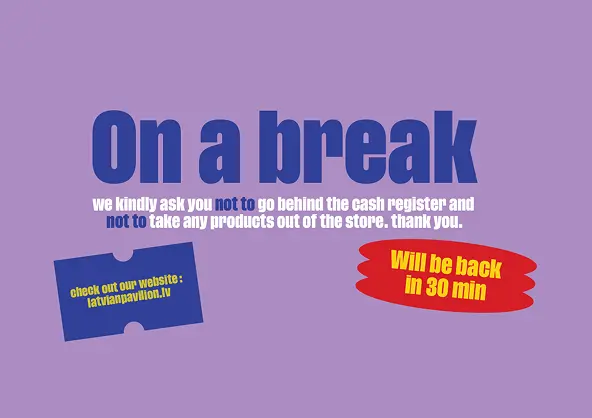 On a break
we kindly ask you not to go behind the cash register and
not to take any products out of the store. thank you.
check out our website:
latvianpavilion.lv
Will be back
in 30 min